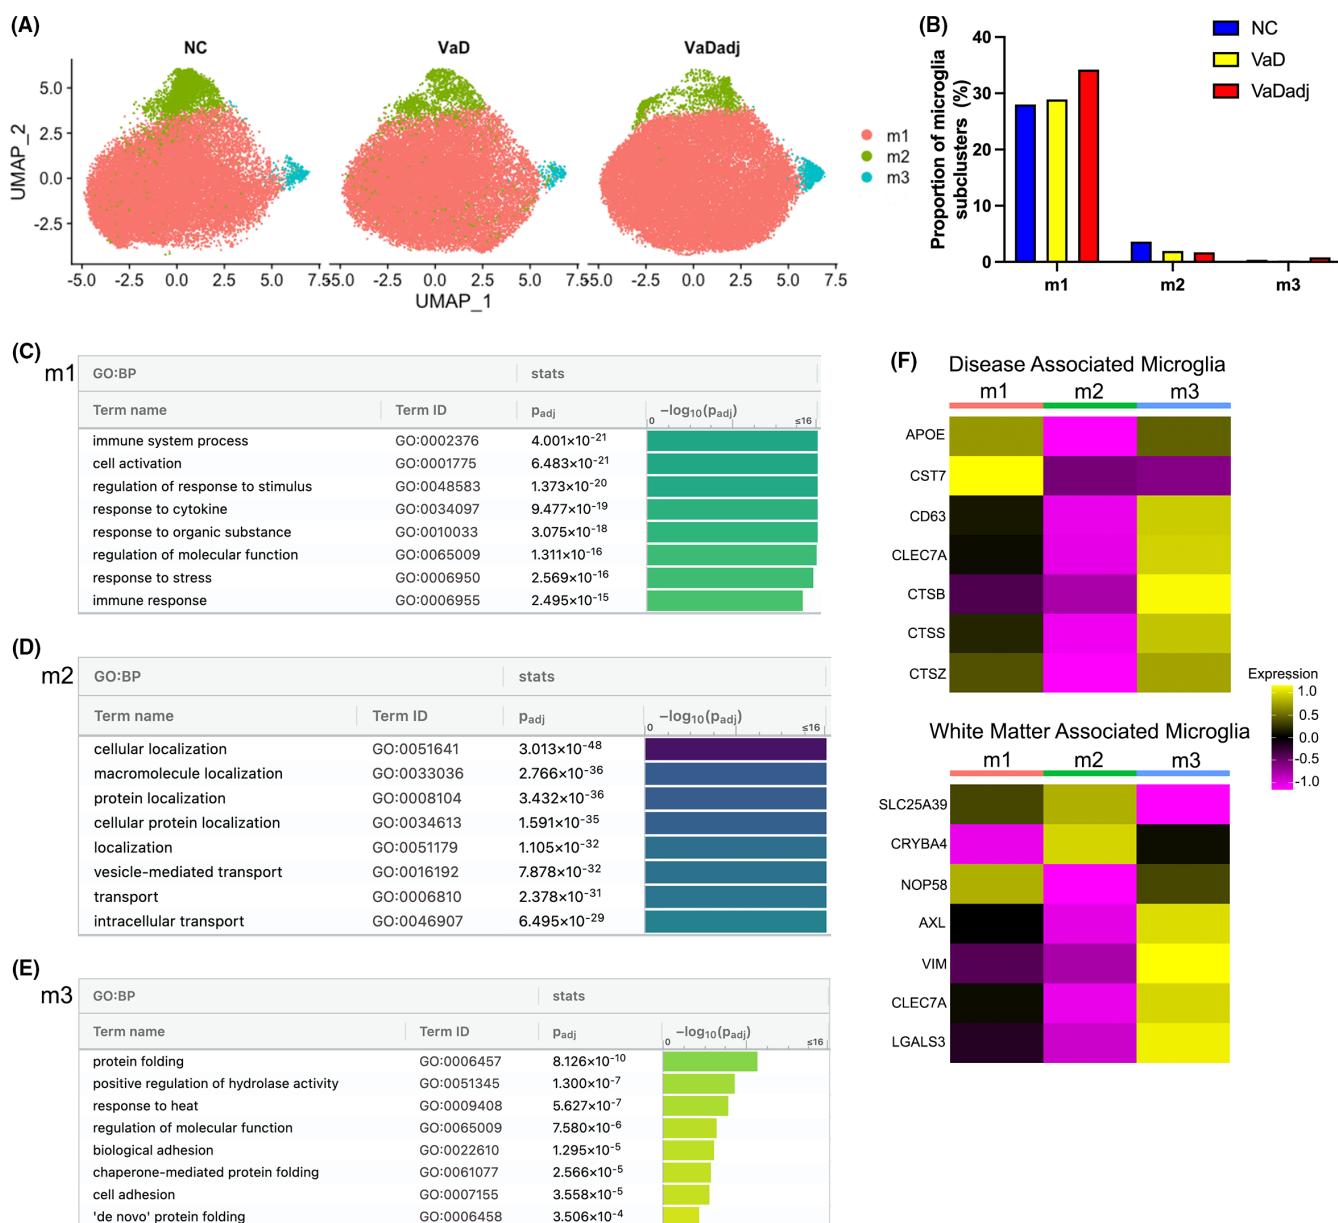 (A)
NC
VaD
VaDadj
UMAP_2
5.0
2.5
0.0
-2.5
-5.0 -2.5 0.0 2.5 5.0 7.5
-5.0 -2.5 0.0 2.5 5.0 7.5
-5.0 -2.5 0.0 2.5 5.0 7.5
UMAP_1
m1
m2
m3
(B)
Proportion of microglia
subclusters (%)
40
30
20
10
0
m1 m2 m3
NC
VaD
VaDadj
(C)
m1
GO:BP stats
Term name Term ID padj −log10(padj)
0 ≤16
immune system process GO:0002376 4.001×10-21
cell activation GO:0001775 6.483×10-21
regulation of response to stimulus GO:0048583 1.373×10-20
response to cytokine GO:0034097 9.477×10-19
response to organic substance GO:0010033 3.075×10-18
regulation of molecular function GO:0065009 1.311×10-16
response to stress GO:0006950 2.569×10-16
immune response GO:0006955 2.495×10-15
(D)
m2
GO:BP stats
Term name Term ID padj −log10(padj)
0 ≤16
cellular localization GO:0051641 3.013×10-48
macromolecule localization GO:0033036 2.766×10-36
protein localization GO:0008104 3.432×10-36
cellular protein localization GO:0034613 1.591×10-35
localization GO:0051179 1.105×10-32
vesicle-mediated transport GO:0016192 7.878×10-32
transport GO:0006810 2.378×10-31
intracellular transport GO:0046907 6.495×10-29
(E)
m3
GO:BP stats
Term name Term ID padj −log10(padj)
0 ≤16
protein folding GO:0006457 8.126×10-10
positive regulation of hydrolase activity GO:0051345 1.300×10-7
response to heat GO:0009408 5.627×10-7
regulation of molecular function GO:0065009 7.580×10-6
biological adhesion GO:0022610 1.295×10-5
chaperone-mediated protein folding GO:0061077 2.566×10-5
cell adhesion GO:0007155 3.558×10-5
'de novo' protein folding GO:0006458 3.506×10-4
(F)
Disease Associated Microglia
m1 m2 m3
APOE
CST7
CD63
CLEC7A
CTSB
CTSS
CTSZ
Expression
1.0
0.5
0.0
-0.5
-1.0
White Matter Associated Microglia
m1 m2 m3
SLC25A39
CRYBA4
NOP58
AXL
VIM
CLEC7A
LGALS3